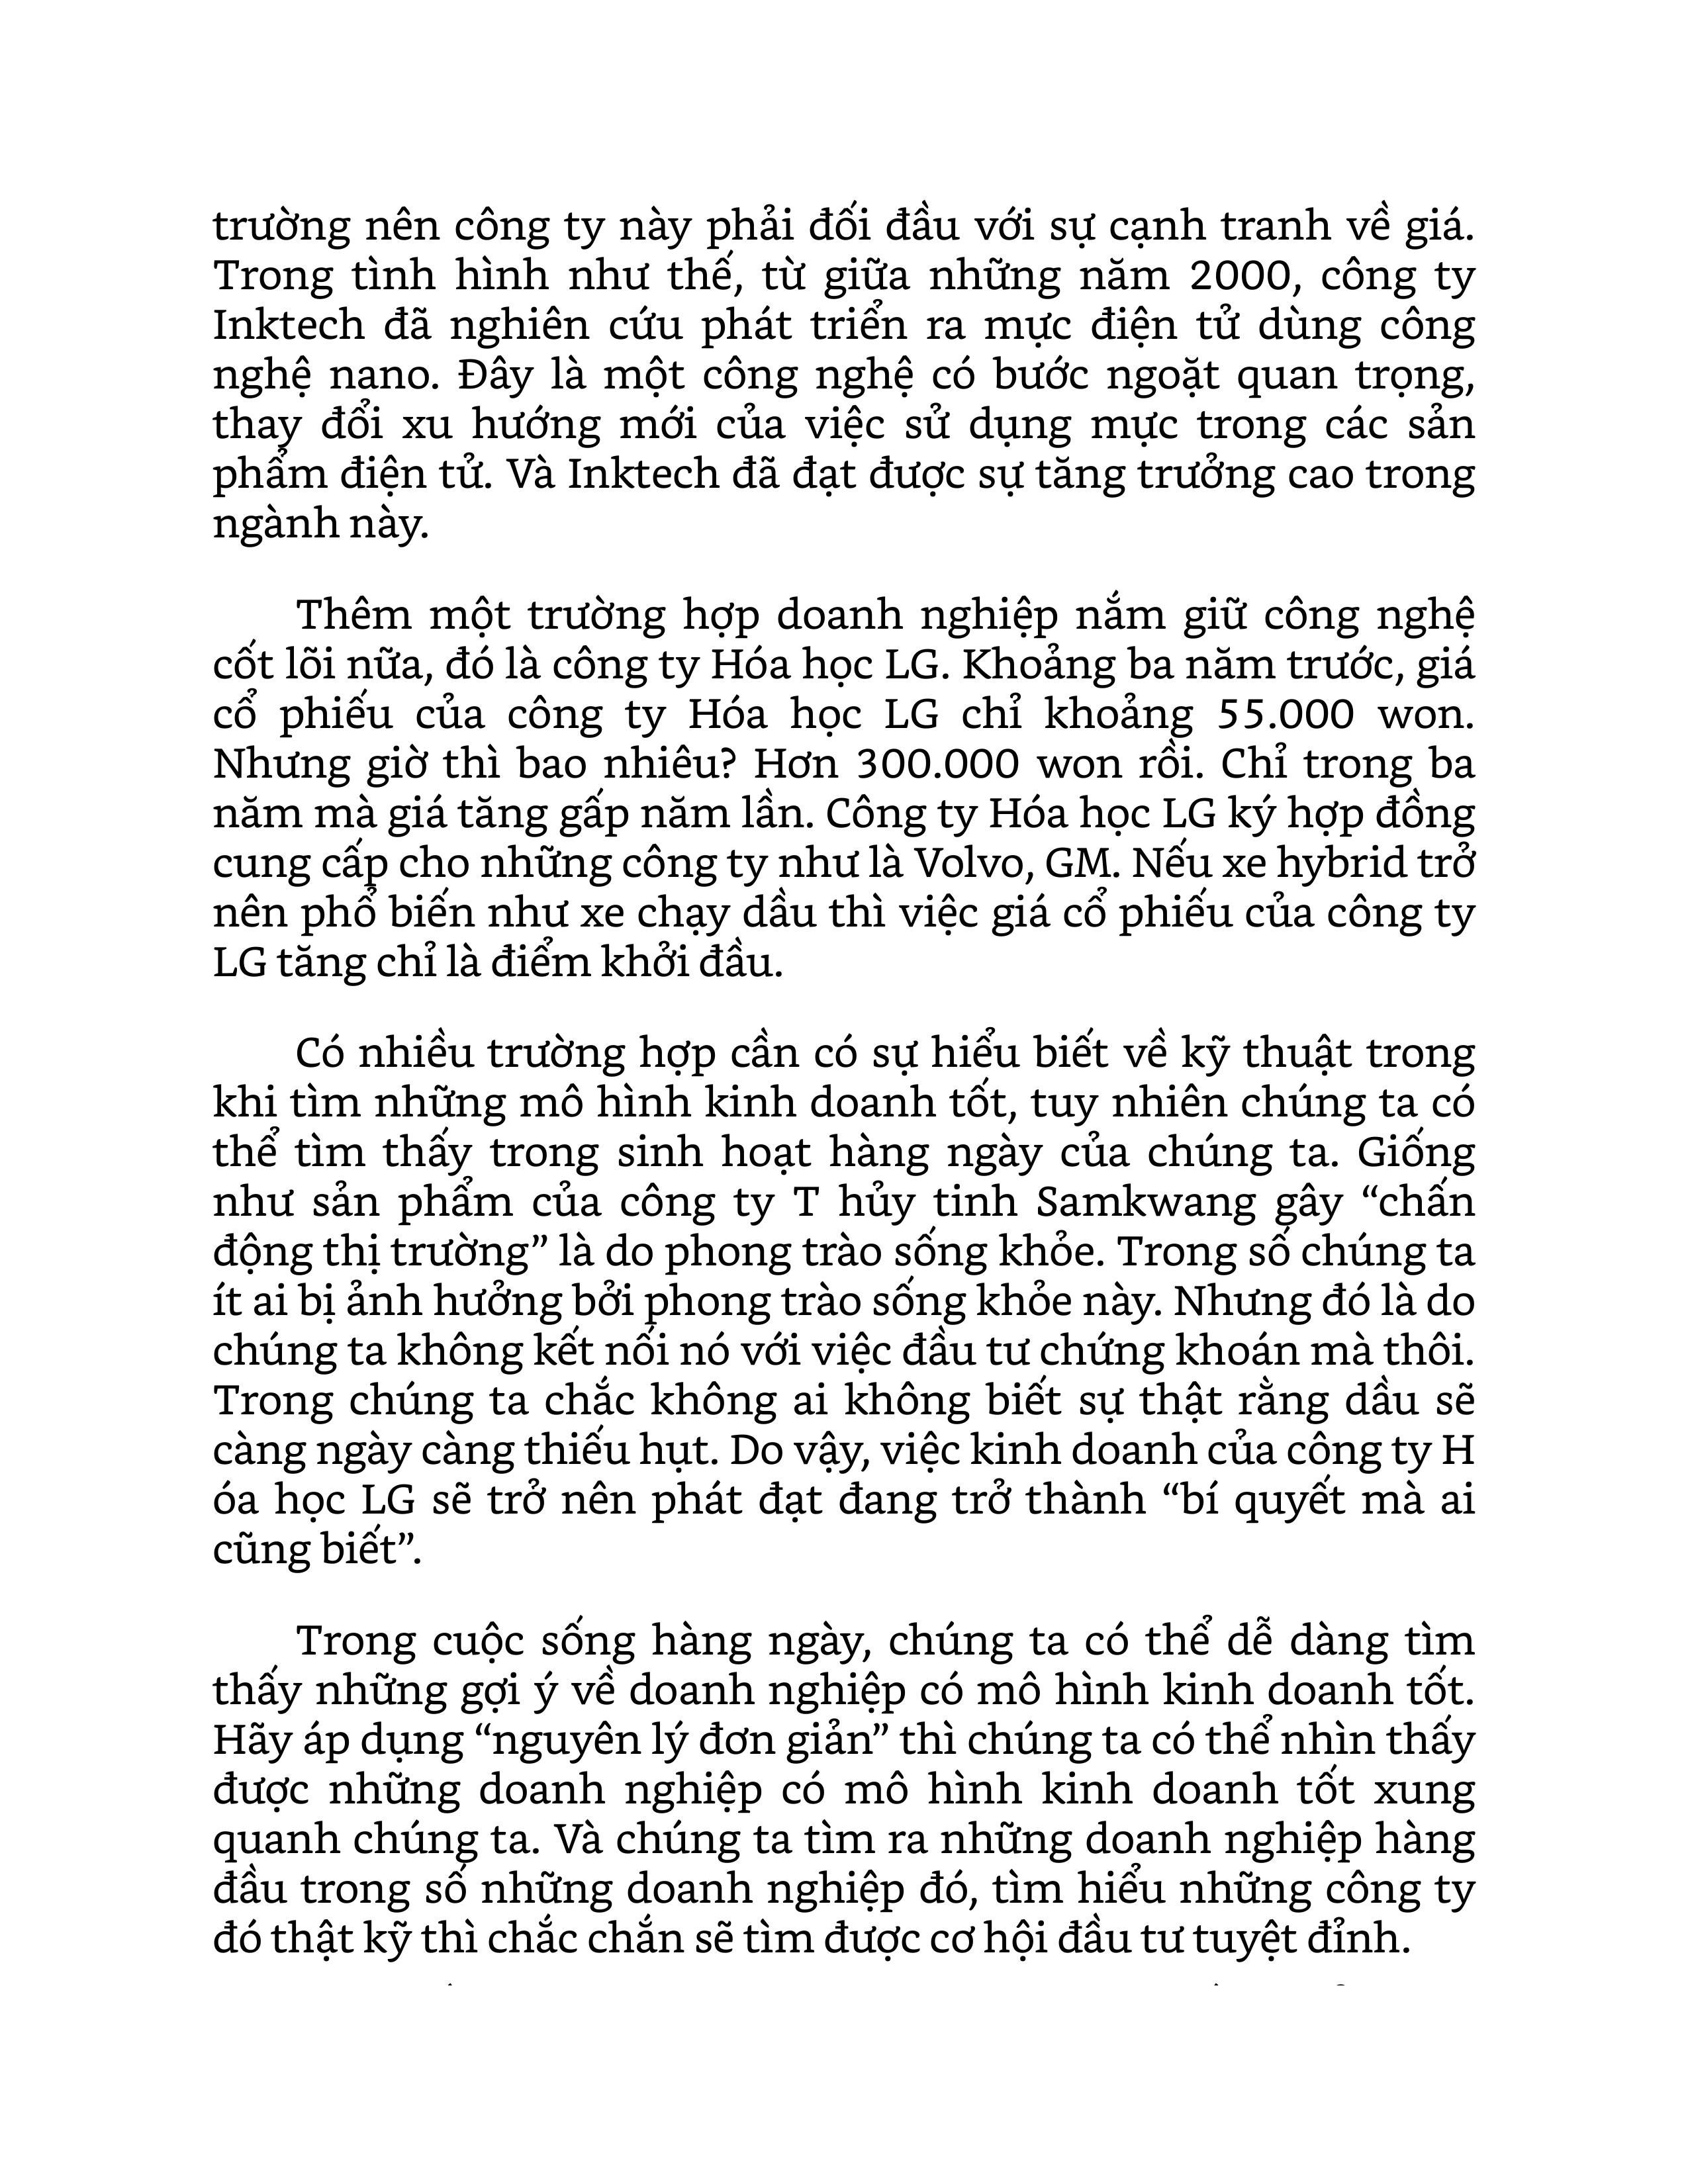 trường nên công ty này phải đối đầu với sự cạnh tranh về giá.
Trong tình hình như thế, từ giữa những năm 2000, công ty
Inktech đã nghiên cứu phát triển ra mực điện tử dùng công
nghệ nano. Đây là một công nghệ có bước ngoặt quan trọng,
thay đổi xu hướng mới của việc sử dụng mực trong các sản
phẩm điện tử. Và Inktech đã đạt được sự tăng trưởng cao trong
ngành này.
Thêm một trường hợp doanh nghiệp nắm giữ công nghệ
cốt lõi nữa, đó là công ty Hóa học LG. Khoảng ba năm trước, giá
cổ phiếu của công ty Hóa học LG chỉ khoảng 55.000 won.
Nhưng giờ thì bao nhiêu? Hơn 300.000 won rồi. Chỉ trong ba
năm mà giá tăng gấp năm lần. Công ty Hóa học LG ký hợp đồng
cung cấp cho những công ty như là Volvo, GM. Nếu xe hybrid trở
nên phổ biến như xe chạy dầu thì việc giá cổ phiếu của công ty
LG tăng chỉ là điểm khởi đầu.
Có nhiều trường hợp cần có sự hiểu biết về kỹ thuật trong
khi tìm những mô hình kinh doanh tốt, tuy nhiên chúng ta có
thể tìm thấy trong sinh hoạt hàng ngày của chúng ta. Giống
như sản phẩm của công ty T hủy tinh Samkwang gây “chấn
động thị trường” là do phong trào sống khỏe. Trong số chúng ta
ít ai bị ảnh hưởng bởi phong trào sống khỏe này. Nhưng đó là do
chúng ta không kết nối nó với việc đầu tư chứng khoán mà thôi.
Trong chúng ta chắc không ai không biết sự thật rằng dầu sẽ
càng ngày càng thiếu hụt. Do vậy, việc kinh doanh của công ty H
óa học LG sẽ trở nên phát đạt đang trở thành “bí quyết mà ai
cũng biết”.
Trong cuộc sống hàng ngày, chúng ta có thể dễ dàng tìm
thấy những gợi ý về doanh nghiệp có mô hình kinh doanh tốt.
Hãy áp dụng “nguyên lý đơn giản” thì chúng ta có thể nhìn thấy
được những doanh nghiệp có mô hình kinh doanh tốt xung
quanh chúng ta. Và chúng ta tìm ra những doanh nghiệp hàng
đầu trong số những doanh nghiệp đó, tìm hiểu những công ty
đó thật kỹ thì chắc chắn sẽ tìm được cơ hội đầu tư tuyệt đỉnh.